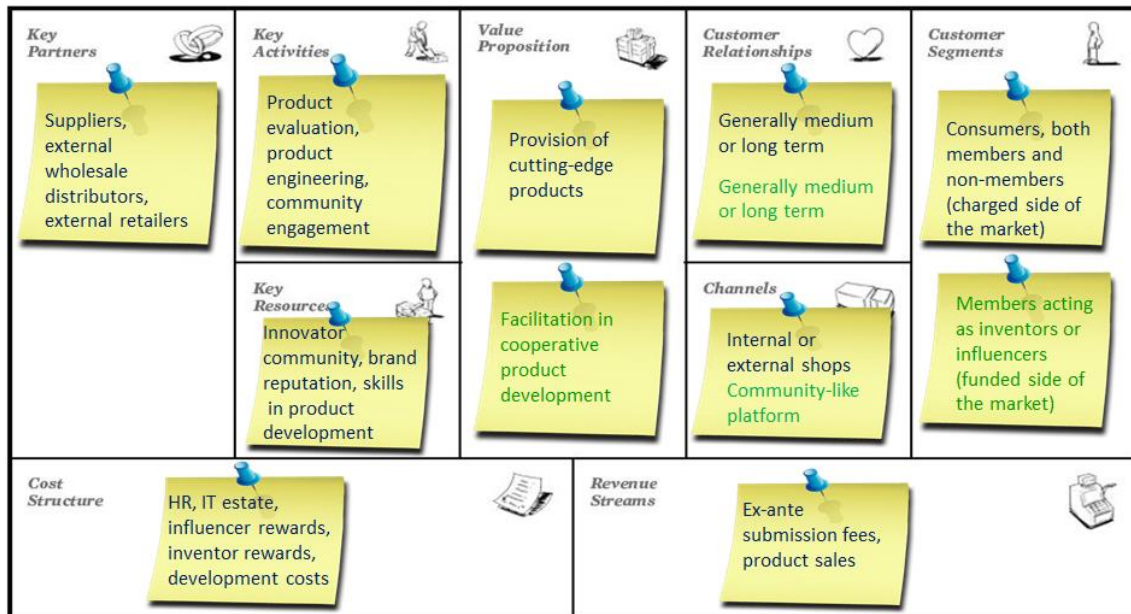 Key
Partners
Suppliers,
external
wholesale
distributors,
external retailers
Key
Activities
Product
evaluation,
product
engineering,
community
engagement
Key
Resources
Innovator
community, brand
reputation, skills
in product
development
Value
Proposition
Provision of
cutting-edge
products
Facilitation in
cooperative
product
development
Customer
Relationships
Generally medium
or long term
Generally medium
or long term
Channels
Internal or
external shops
Community-like
platform
Customer
Segments
Consumers, both
members and
non-members
(charged side of
the market)
Members acting
as inventors or
influencers
(funded side of
the market)
Cost
Structure
HR, IT estate,
influencer rewards,
inventor rewards,
development costs
Revenue
Streams
Ex-ante
submission fees,
product sales